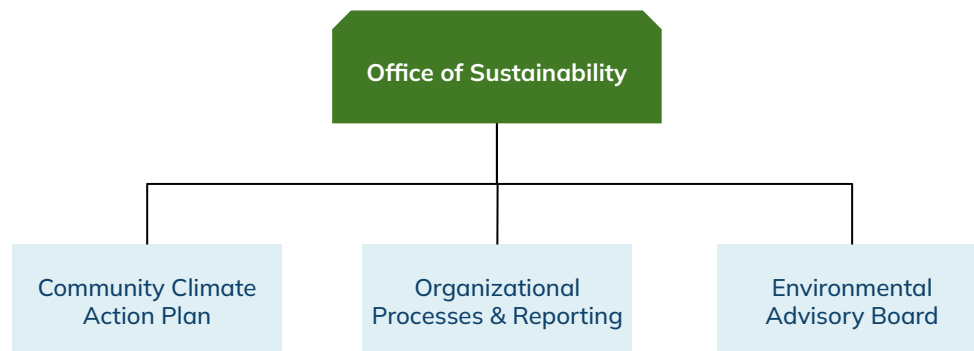 Office of Sustainability
Community Climate
Action Plan
Organizational
Processes & Reporting
Environmental
Advisory Board